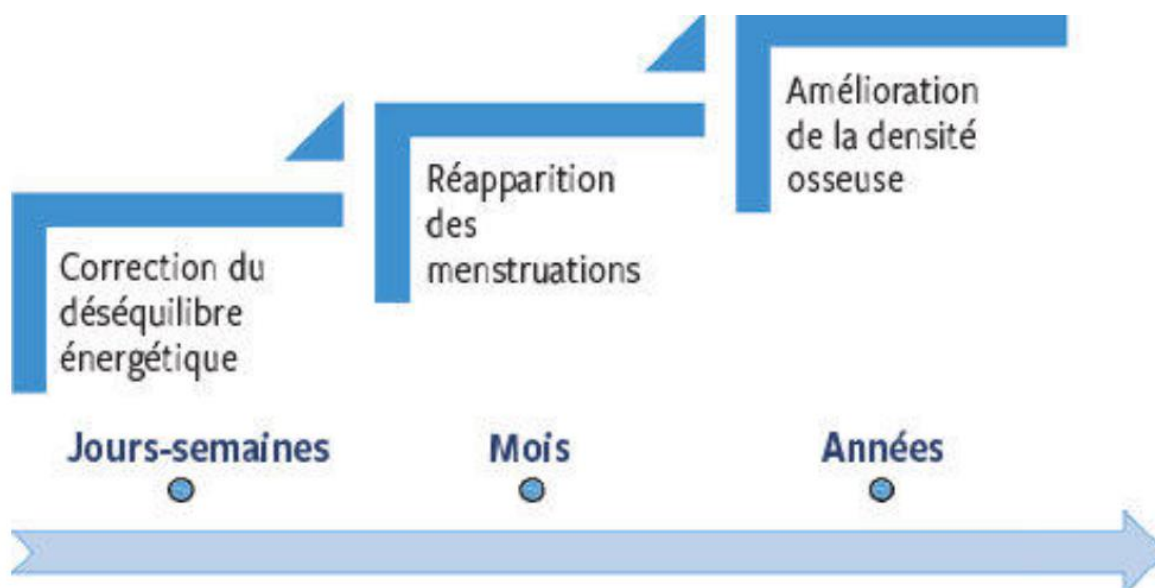 Correction du
déséquilibre
énergétique
Réapparition
des
menstruations
Amélioration
de la densité
osseuse
Jours-semaines
Mois
Années